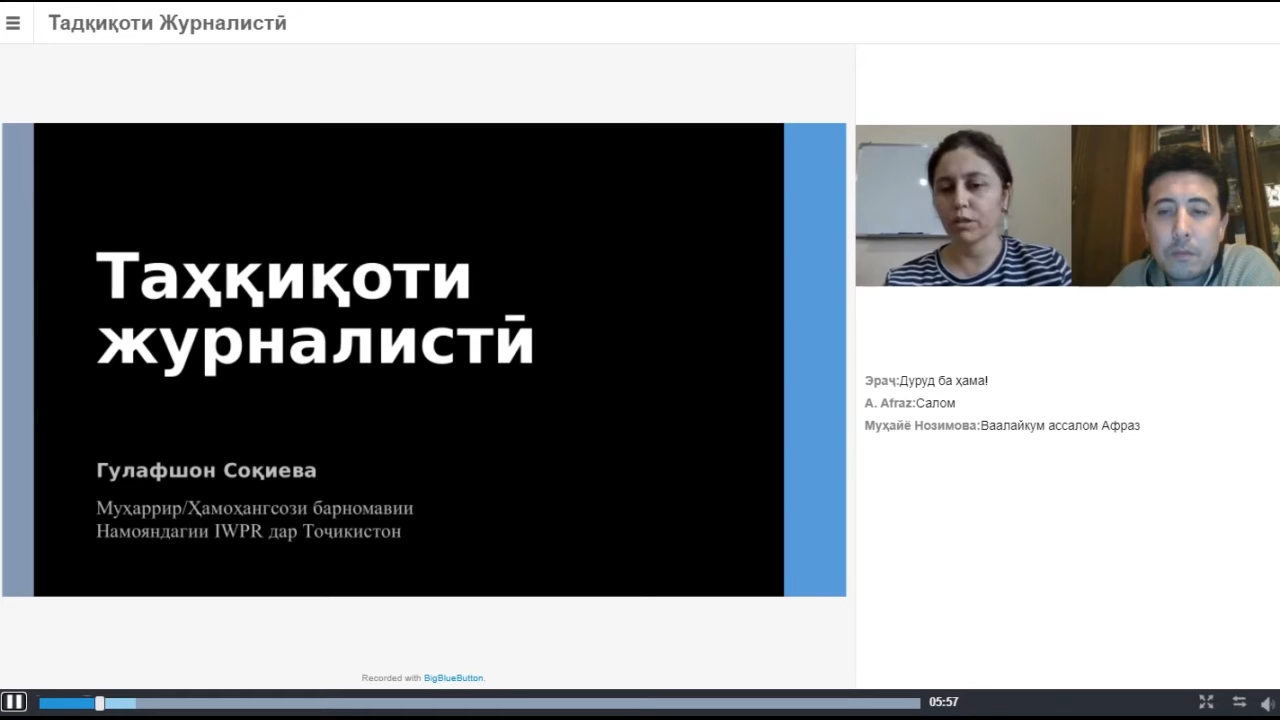 Тадқиқоти Журналистӣ
Таҳқиқоти
журналистӣ
Гулафшон Соқиева
Муҳаррир/Ҳамоҳангсози барномавии
Намояндагии IWPR дар Тоҷикистон
Эраҷ:Дуруд ба ҳама!
A. Afraz:Салом
Муҳайё Нозимова:Ваалайкум ассалом Афраз
Recorded with BigBlueButton.
05:57